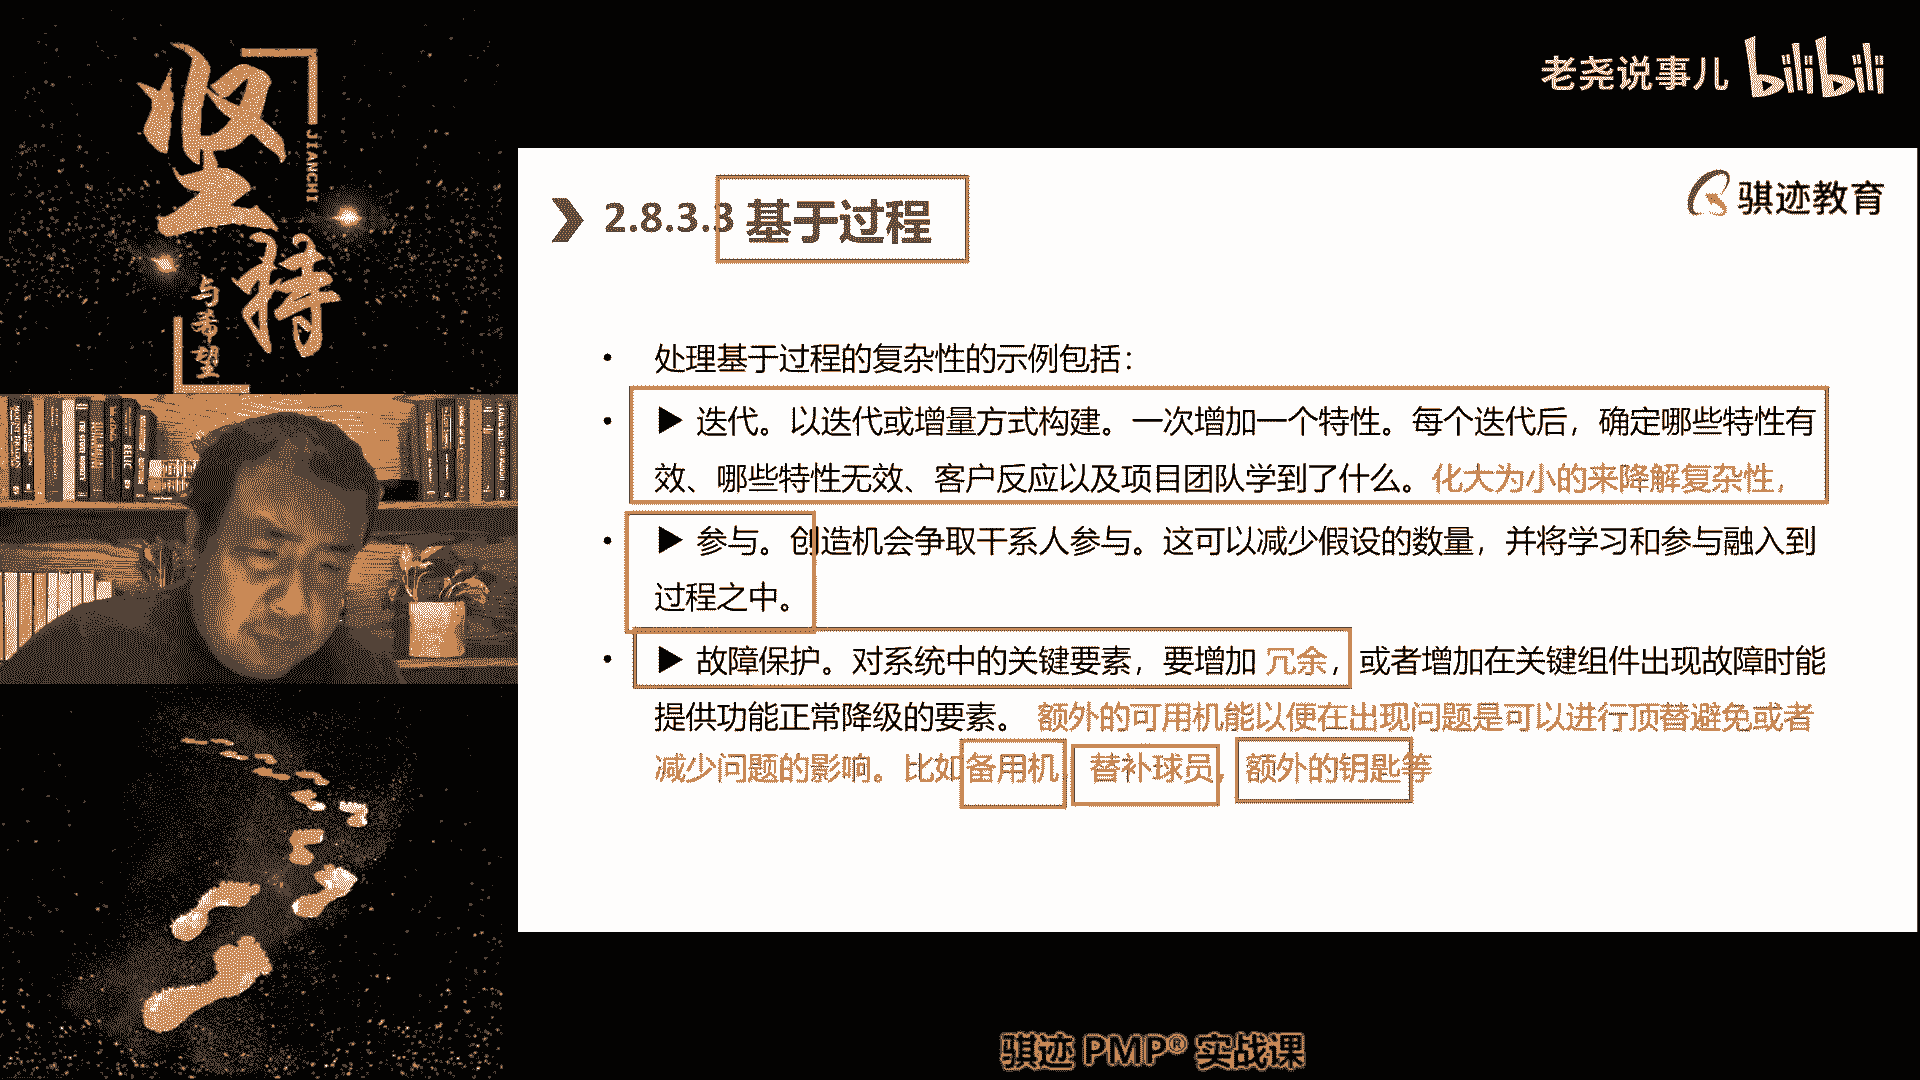 坚持
JIANCHI
与希望
老尧说事儿 bilibili
骐迹教育
2.8.3.3 基于过程
• 处理基于过程的复杂性的示例包括：
• ▶ 迭代。以迭代或增量方式构建。一次增加一个特性。每个迭代后，确定哪些特性有
效、哪些特性无效、客户反应以及项目团队学到了什么。化大为小的来降解复杂性，
• ▶ 参与。创造机会争取干系人参与。这可以减少假设的数量，并将学习和参与融入到
过程之中。
• ▶ 故障保护。对系统中的关键要素，要增加 冗余，或者增加在关键组件出现故障时能
提供功能正常降级的要素。 额外的可用机能以便在出现问题是可以进行顶替避免或者
减少问题的影响。比如备用机，替补球员，额外的钥匙等
骐迹 PMP® 实战课